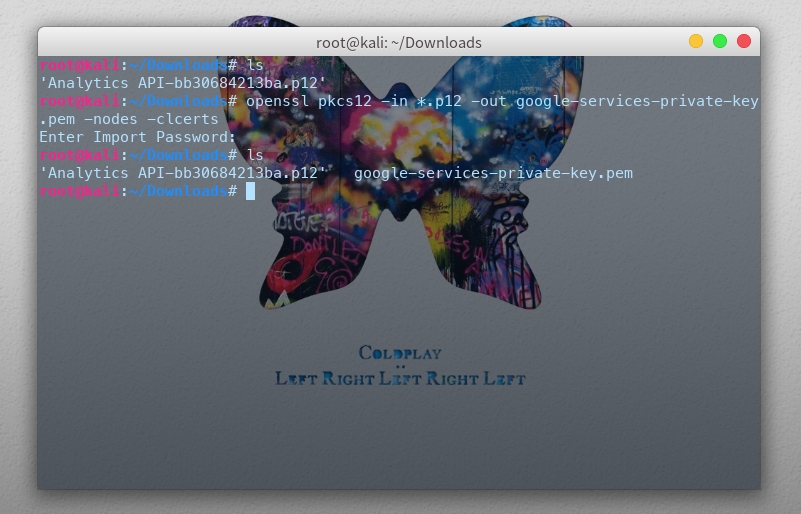 root@kali: ~/Downloads
root@kali:~/Downloads# ls
'Analytics API-bb30684213ba.p12'
root@kali:~/Downloads# openssl pkcs12 -in *.p12 -out google-services-private-key
.pem -nodes -clcerts
Enter Import Password:
root@kali:~/Downloads# ls
'Analytics API-bb30684213ba.p12'   google-services-private-key.pem
root@kali:~/Downloads#
DON'T LE
COLDPLAY
LEFT RIGHT LEFT RIGHT LEFT